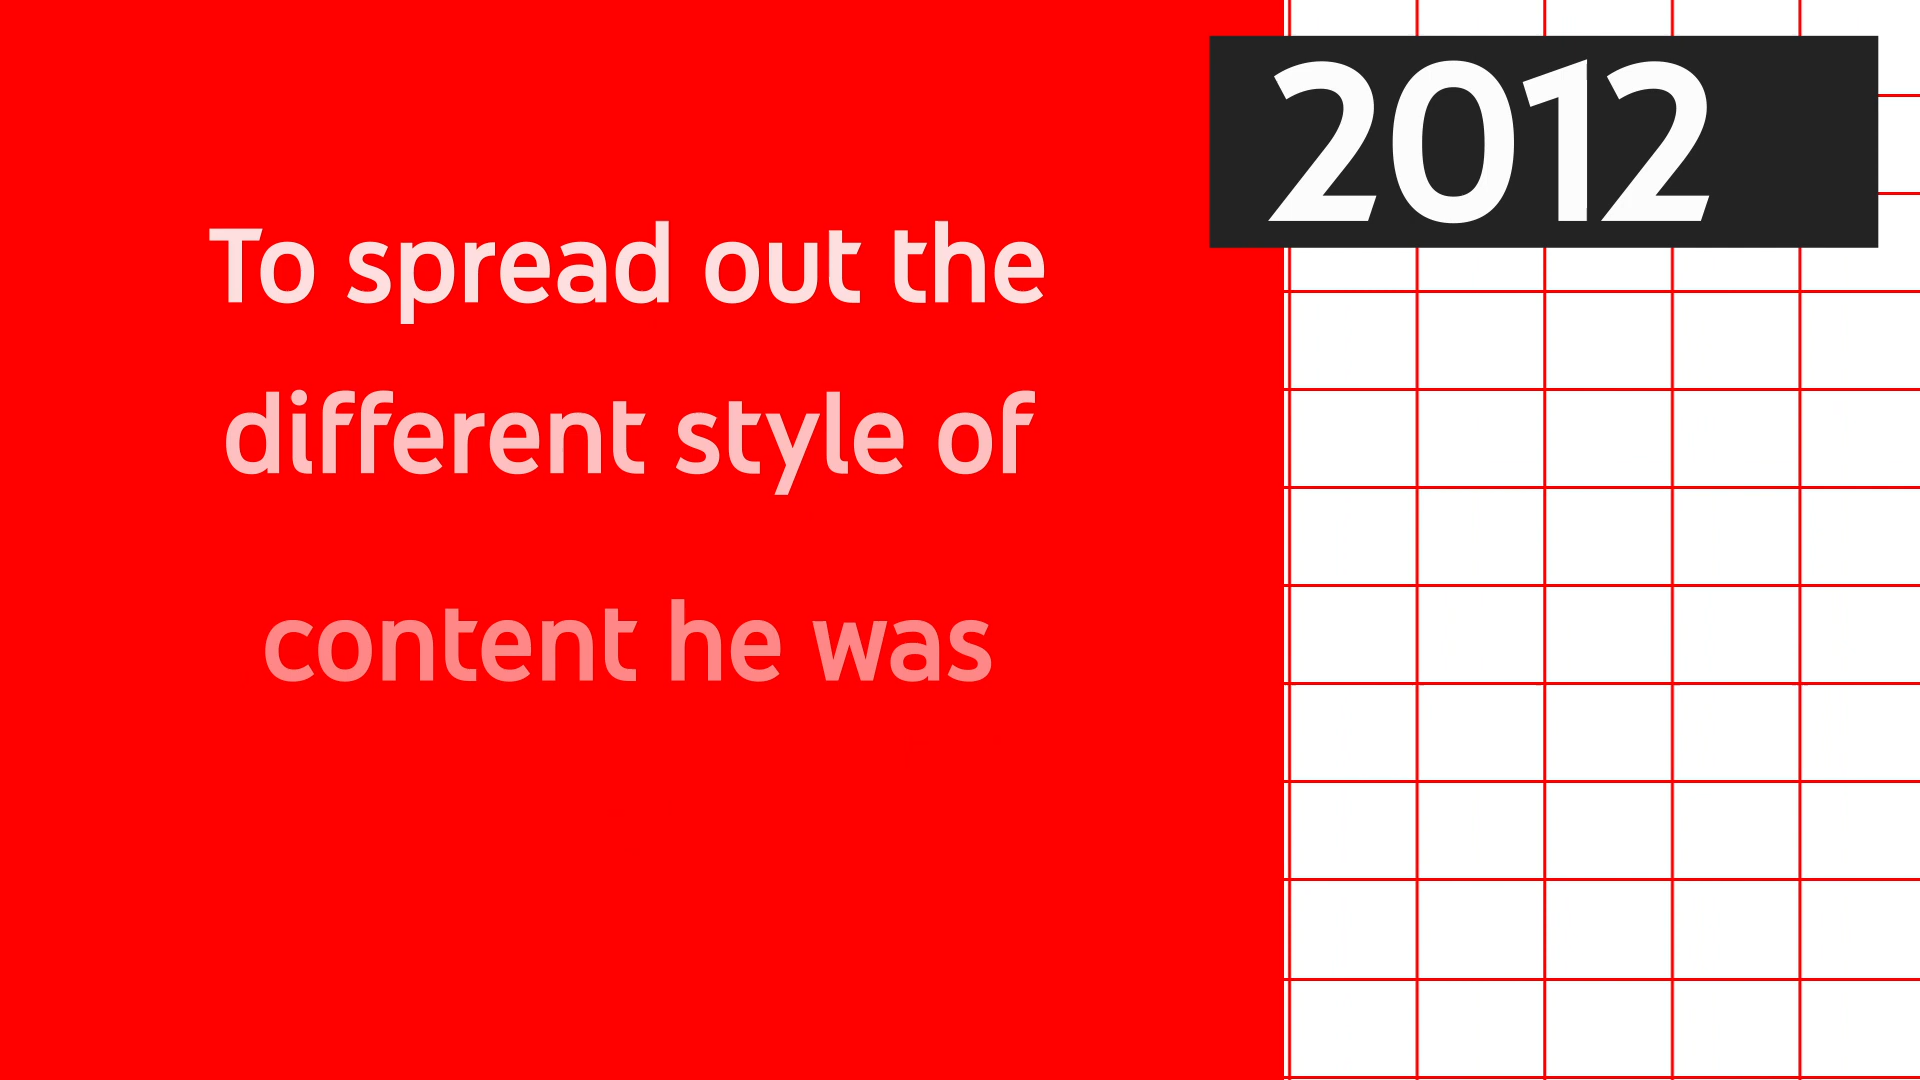 2012
To spread out the
different style of
content he was